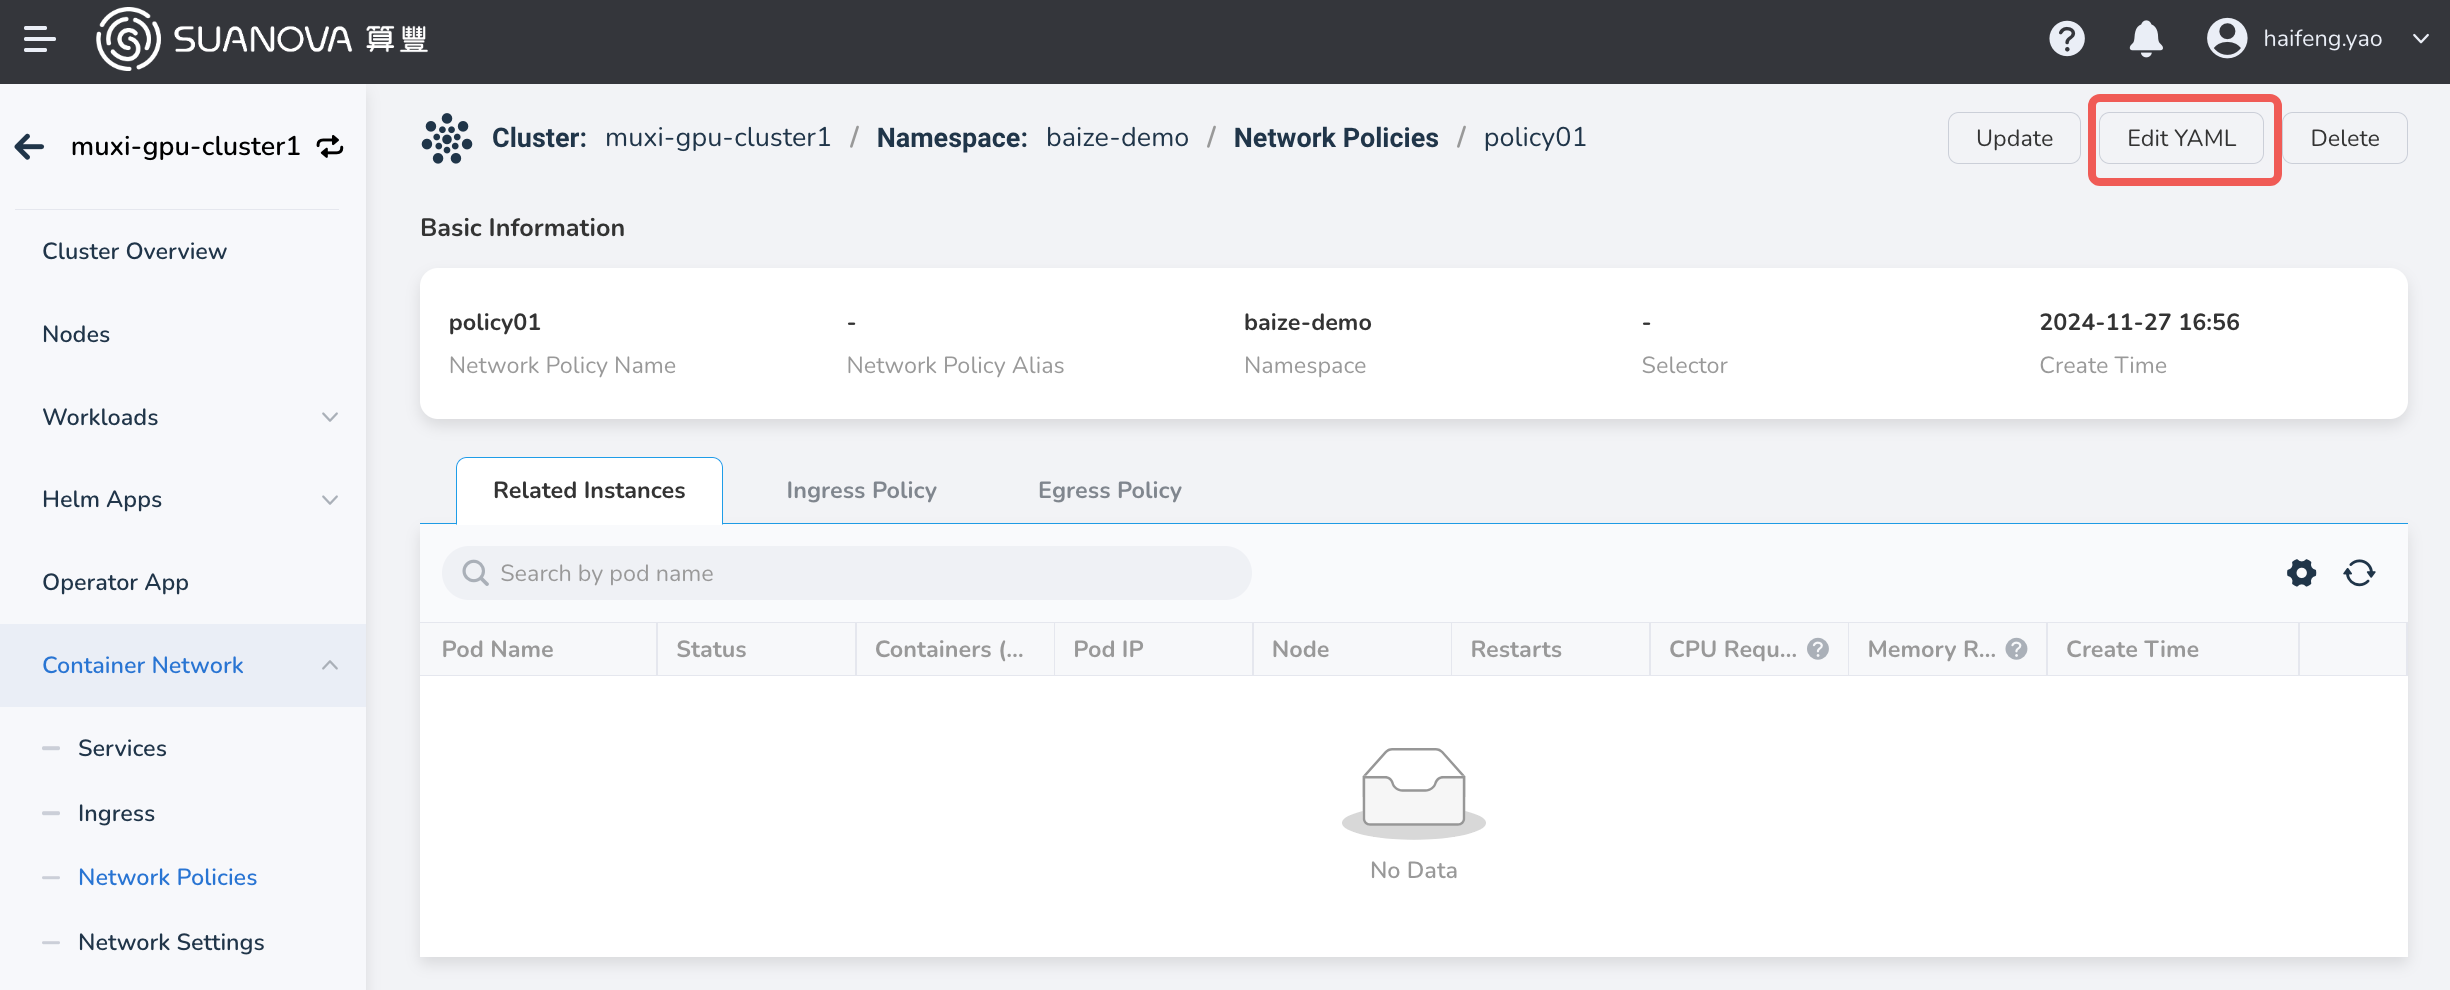 SUANOVA 算豐
haifeng.yao
muxi-gpu-cluster1
Cluster: muxi-gpu-cluster1 / Namespace: baize-demo / Network Policies / policy01
Update
Edit YAML
Delete
Cluster Overview
Nodes
Workloads
Helm Apps
Operator App
Container Network
Services
Ingress
Network Policies
Network Settings
Basic Information
policy01
Network Policy Name
-
Network Policy Alias
baize-demo
Namespace
-
Selector
2024-11-27 16:56
Create Time
Related Instances
Ingress Policy
Egress Policy
Search by pod name
Pod Name
Status
Containers (...
Pod IP
Node
Restarts
CPU Requ... ?
Memory R... ?
Create Time
No Data